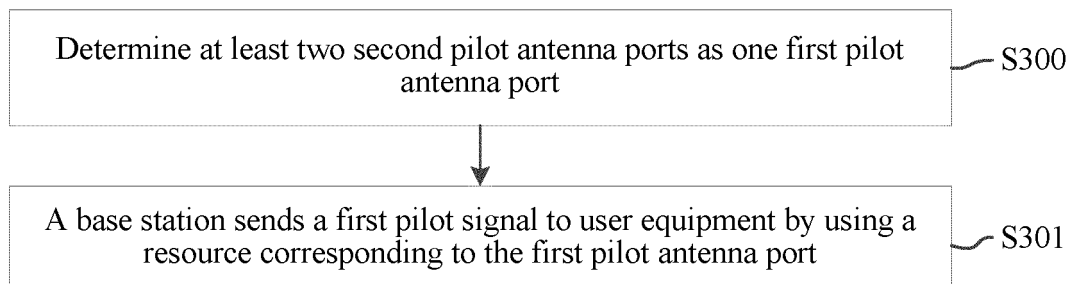 Determine at least two second pilot antenna ports as one first pilot
antenna port
S300
A base station sends a first pilot signal to user equipment by using a
resource corresponding to the first pilot antenna port
S301